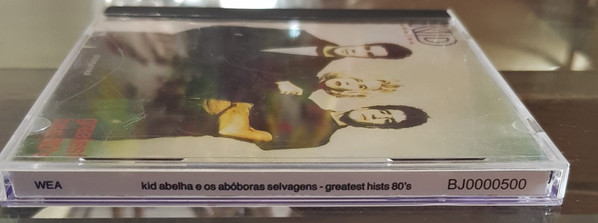 WEA kid abelha e os abóboras selvagens - greatest hists 80's BJ0000500